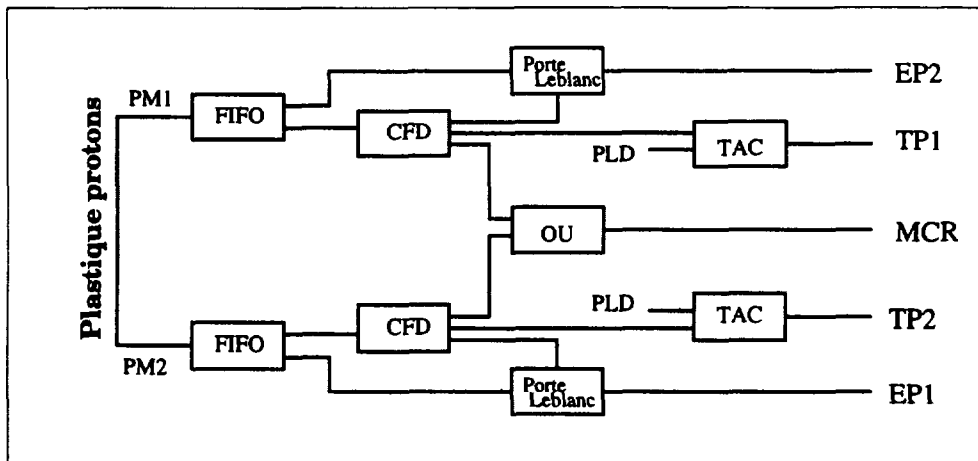 Plastique protons
PM1
FIFO
CFD
Porte
Leblanc
EP2
PLD
TAC
TP1
OU
MCR
PLD
TAC
TP2
CFD
FIFO
PM2
Porte
Leblanc
EP1